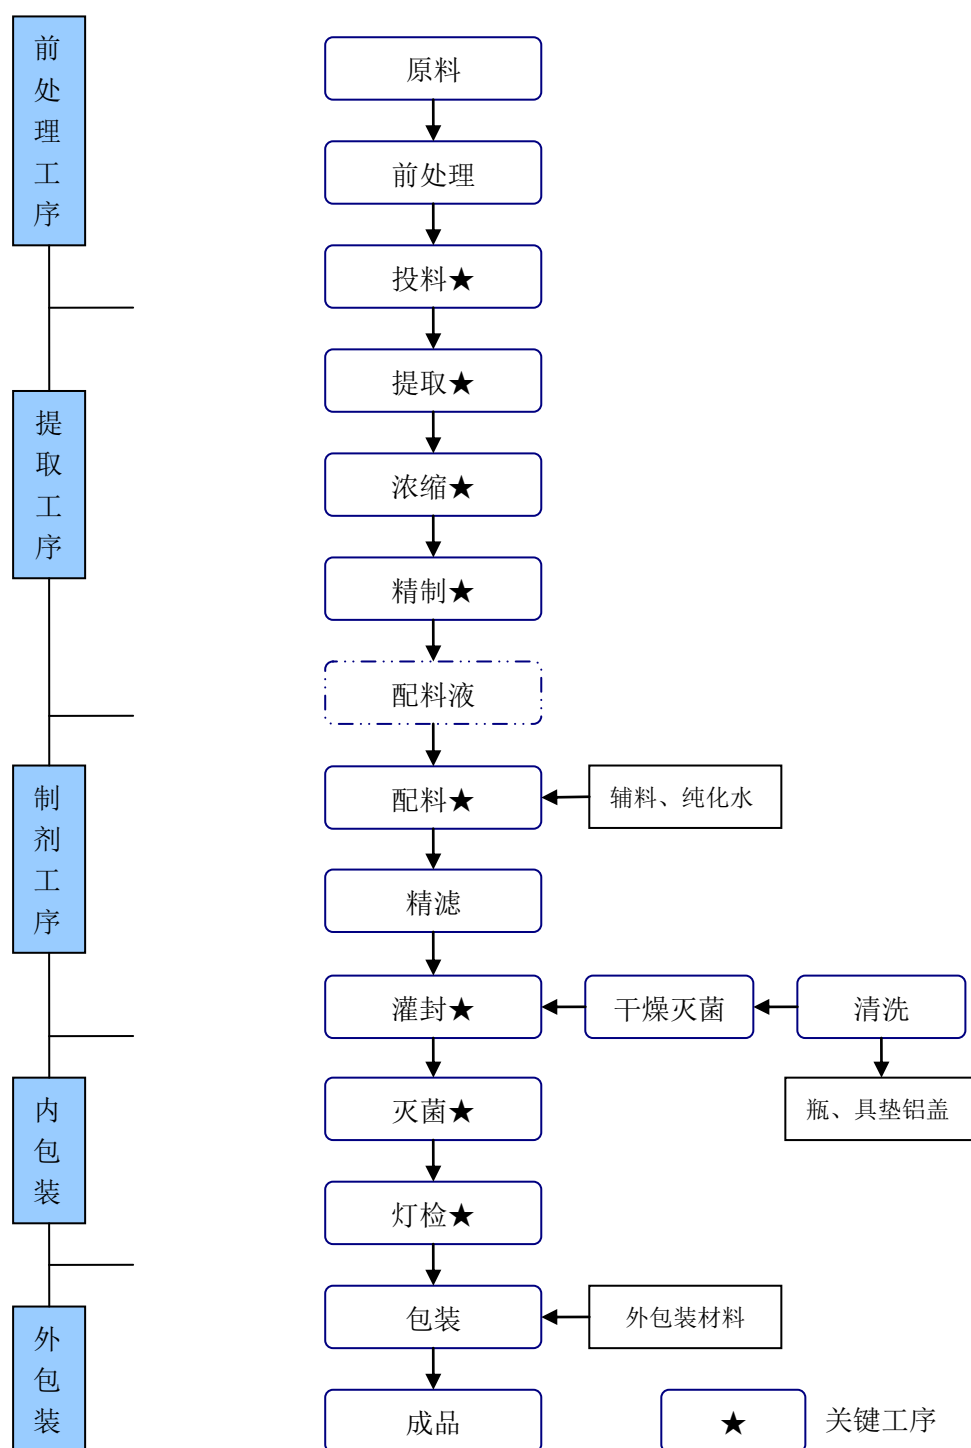 前处理工序
提取工序
制剂工序
内包装
外包装
原料
前处理
投料★
提取★
浓缩★
精制★
配料液
配料★
辅料、纯化水
精滤
灌封★
干燥灭菌
清洗
灭菌★
瓶、具垫铝盖
灯检★
包装
外包装材料
成品
★
关键工序